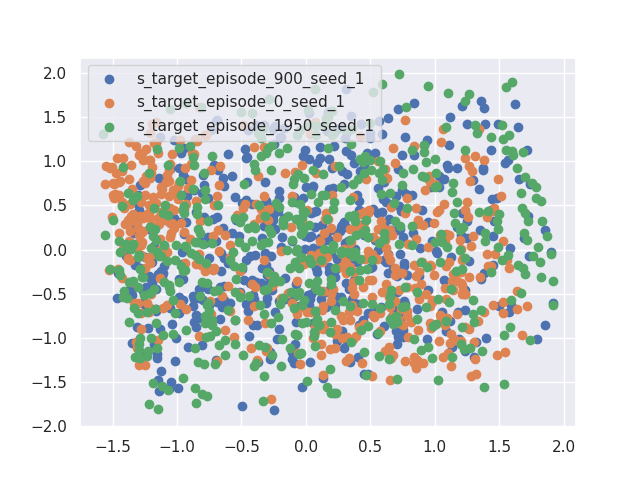 s_target_episode_900_seed_1
s_target_episode_0_seed_1
s_target_episode_1950_seed_1
2.0
1.5
1.0
0.5
0.0
−0.5
−1.0
−1.5
−2.0
−1.5 −1.0 −0.5 0.0 0.5 1.0 1.5 2.0